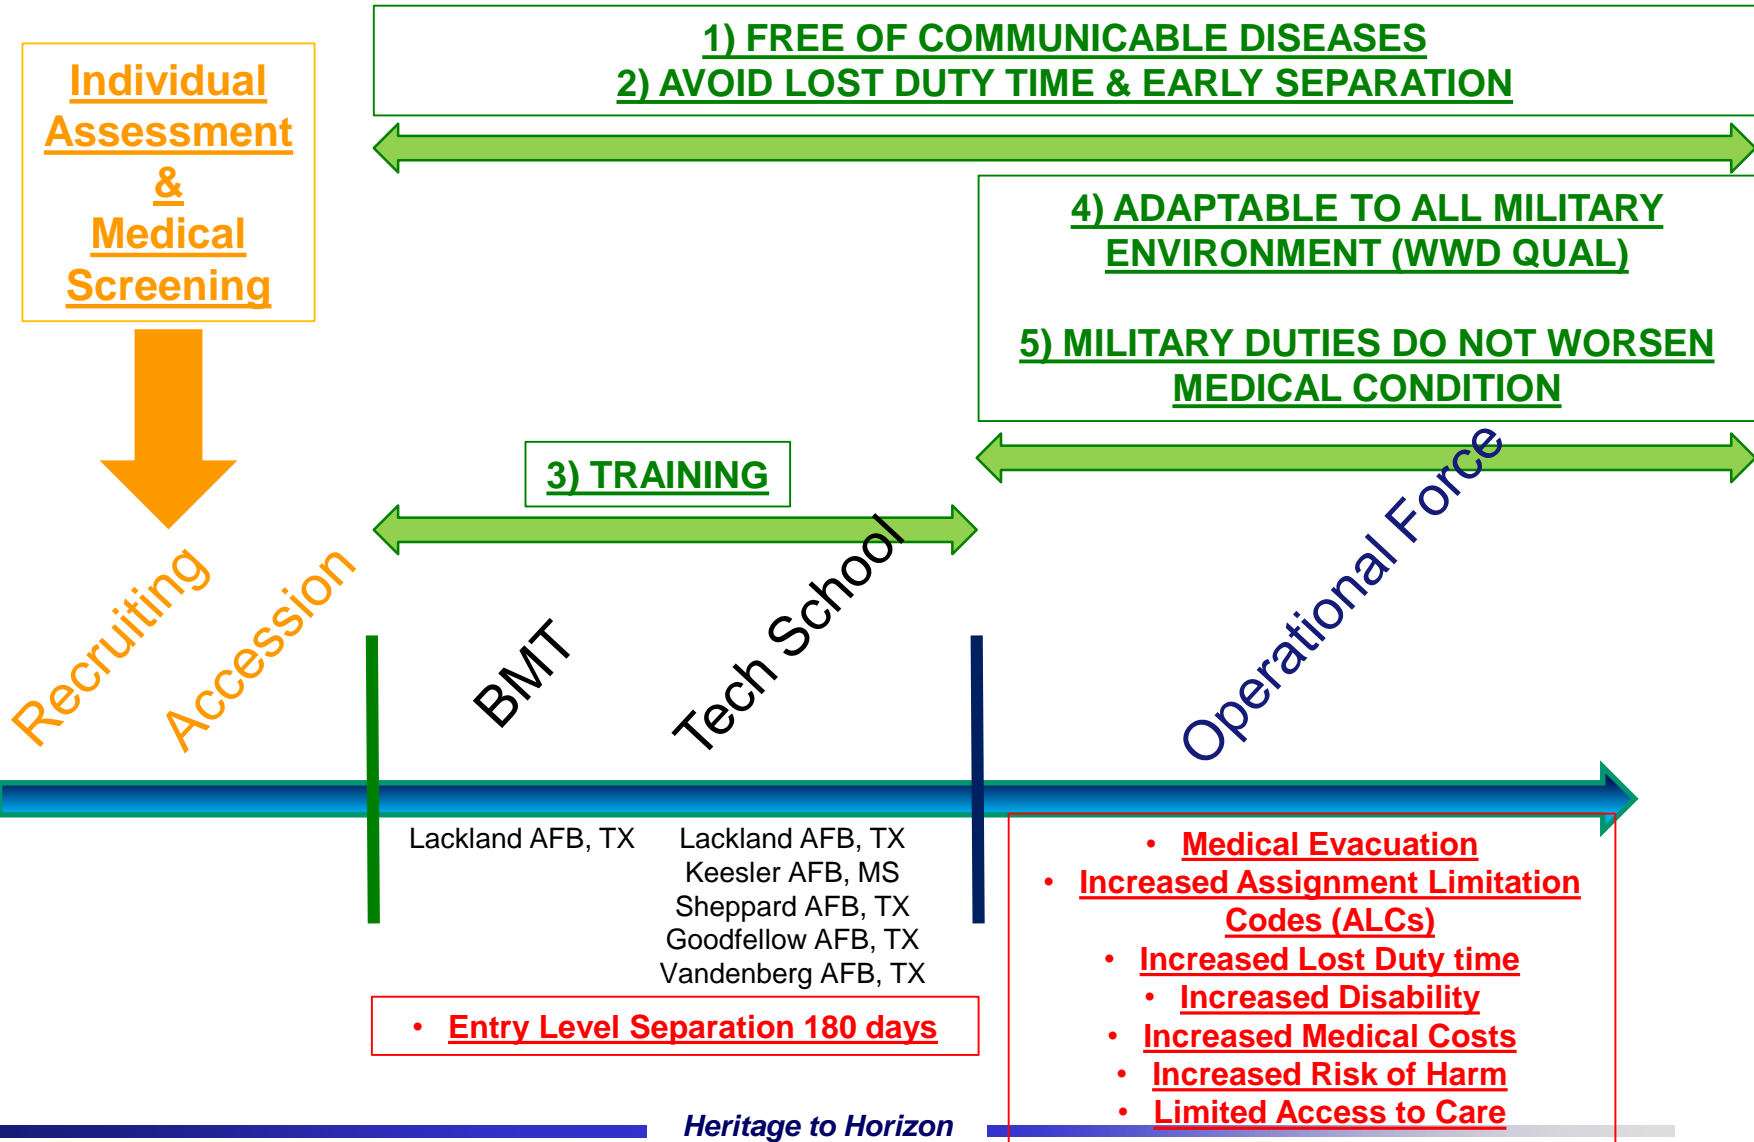 Individual
Assessment
&
Medical
Screening
1) FREE OF COMMUNICABLE DISEASES
2) AVOID LOST DUTY TIME & EARLY SEPARATION
4) ADAPTABLE TO ALL MILITARY
ENVIRONMENT (WWD QUAL)
5) MILITARY DUTIES DO NOT WORSEN
MEDICAL CONDITION
3) TRAINING
Recruiting
Accession
BMT
Tech School
Operational Force
Lackland AFB, TX
Lackland AFB, TX
Keesler AFB, MS
Sheppard AFB, TX
Goodfellow AFB, TX
Vandenberg AFB, TX
• Entry Level Separation 180 days
• Medical Evacuation
• Increased Assignment Limitation
Codes (ALCs)
• Increased Lost Duty time
• Increased Disability
• Increased Medical Costs
• Increased Risk of Harm
• Limited Access to Care
Heritage to Horizon